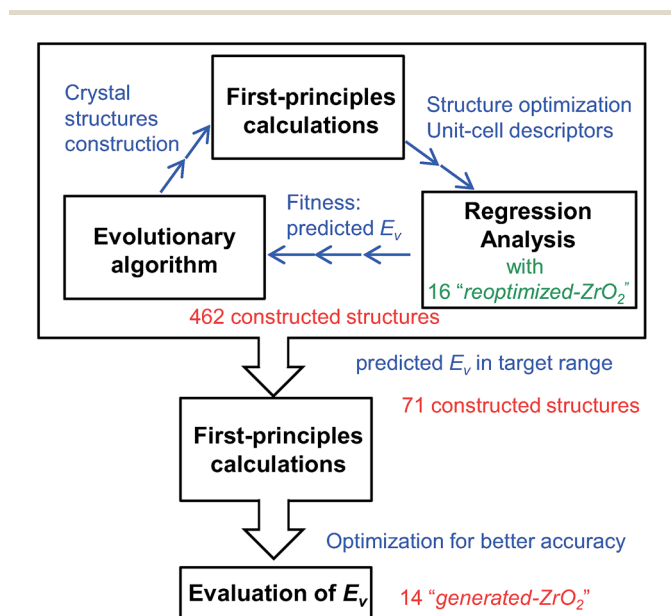 Crystal
structures
construction
First-principles
calculations
Structure optimization
Unit-cell descriptors
Evolutionary
algorithm
Fitness:
predicted Eᵥ
Regression
Analysis
with
16 “reoptimized-ZrO₂”
462 constructed structures
predicted Eᵥ in target range
71 constructed structures
First-principles
calculations
Optimization for better accuracy
Evaluation of Eᵥ
14 “generated-ZrO₂”